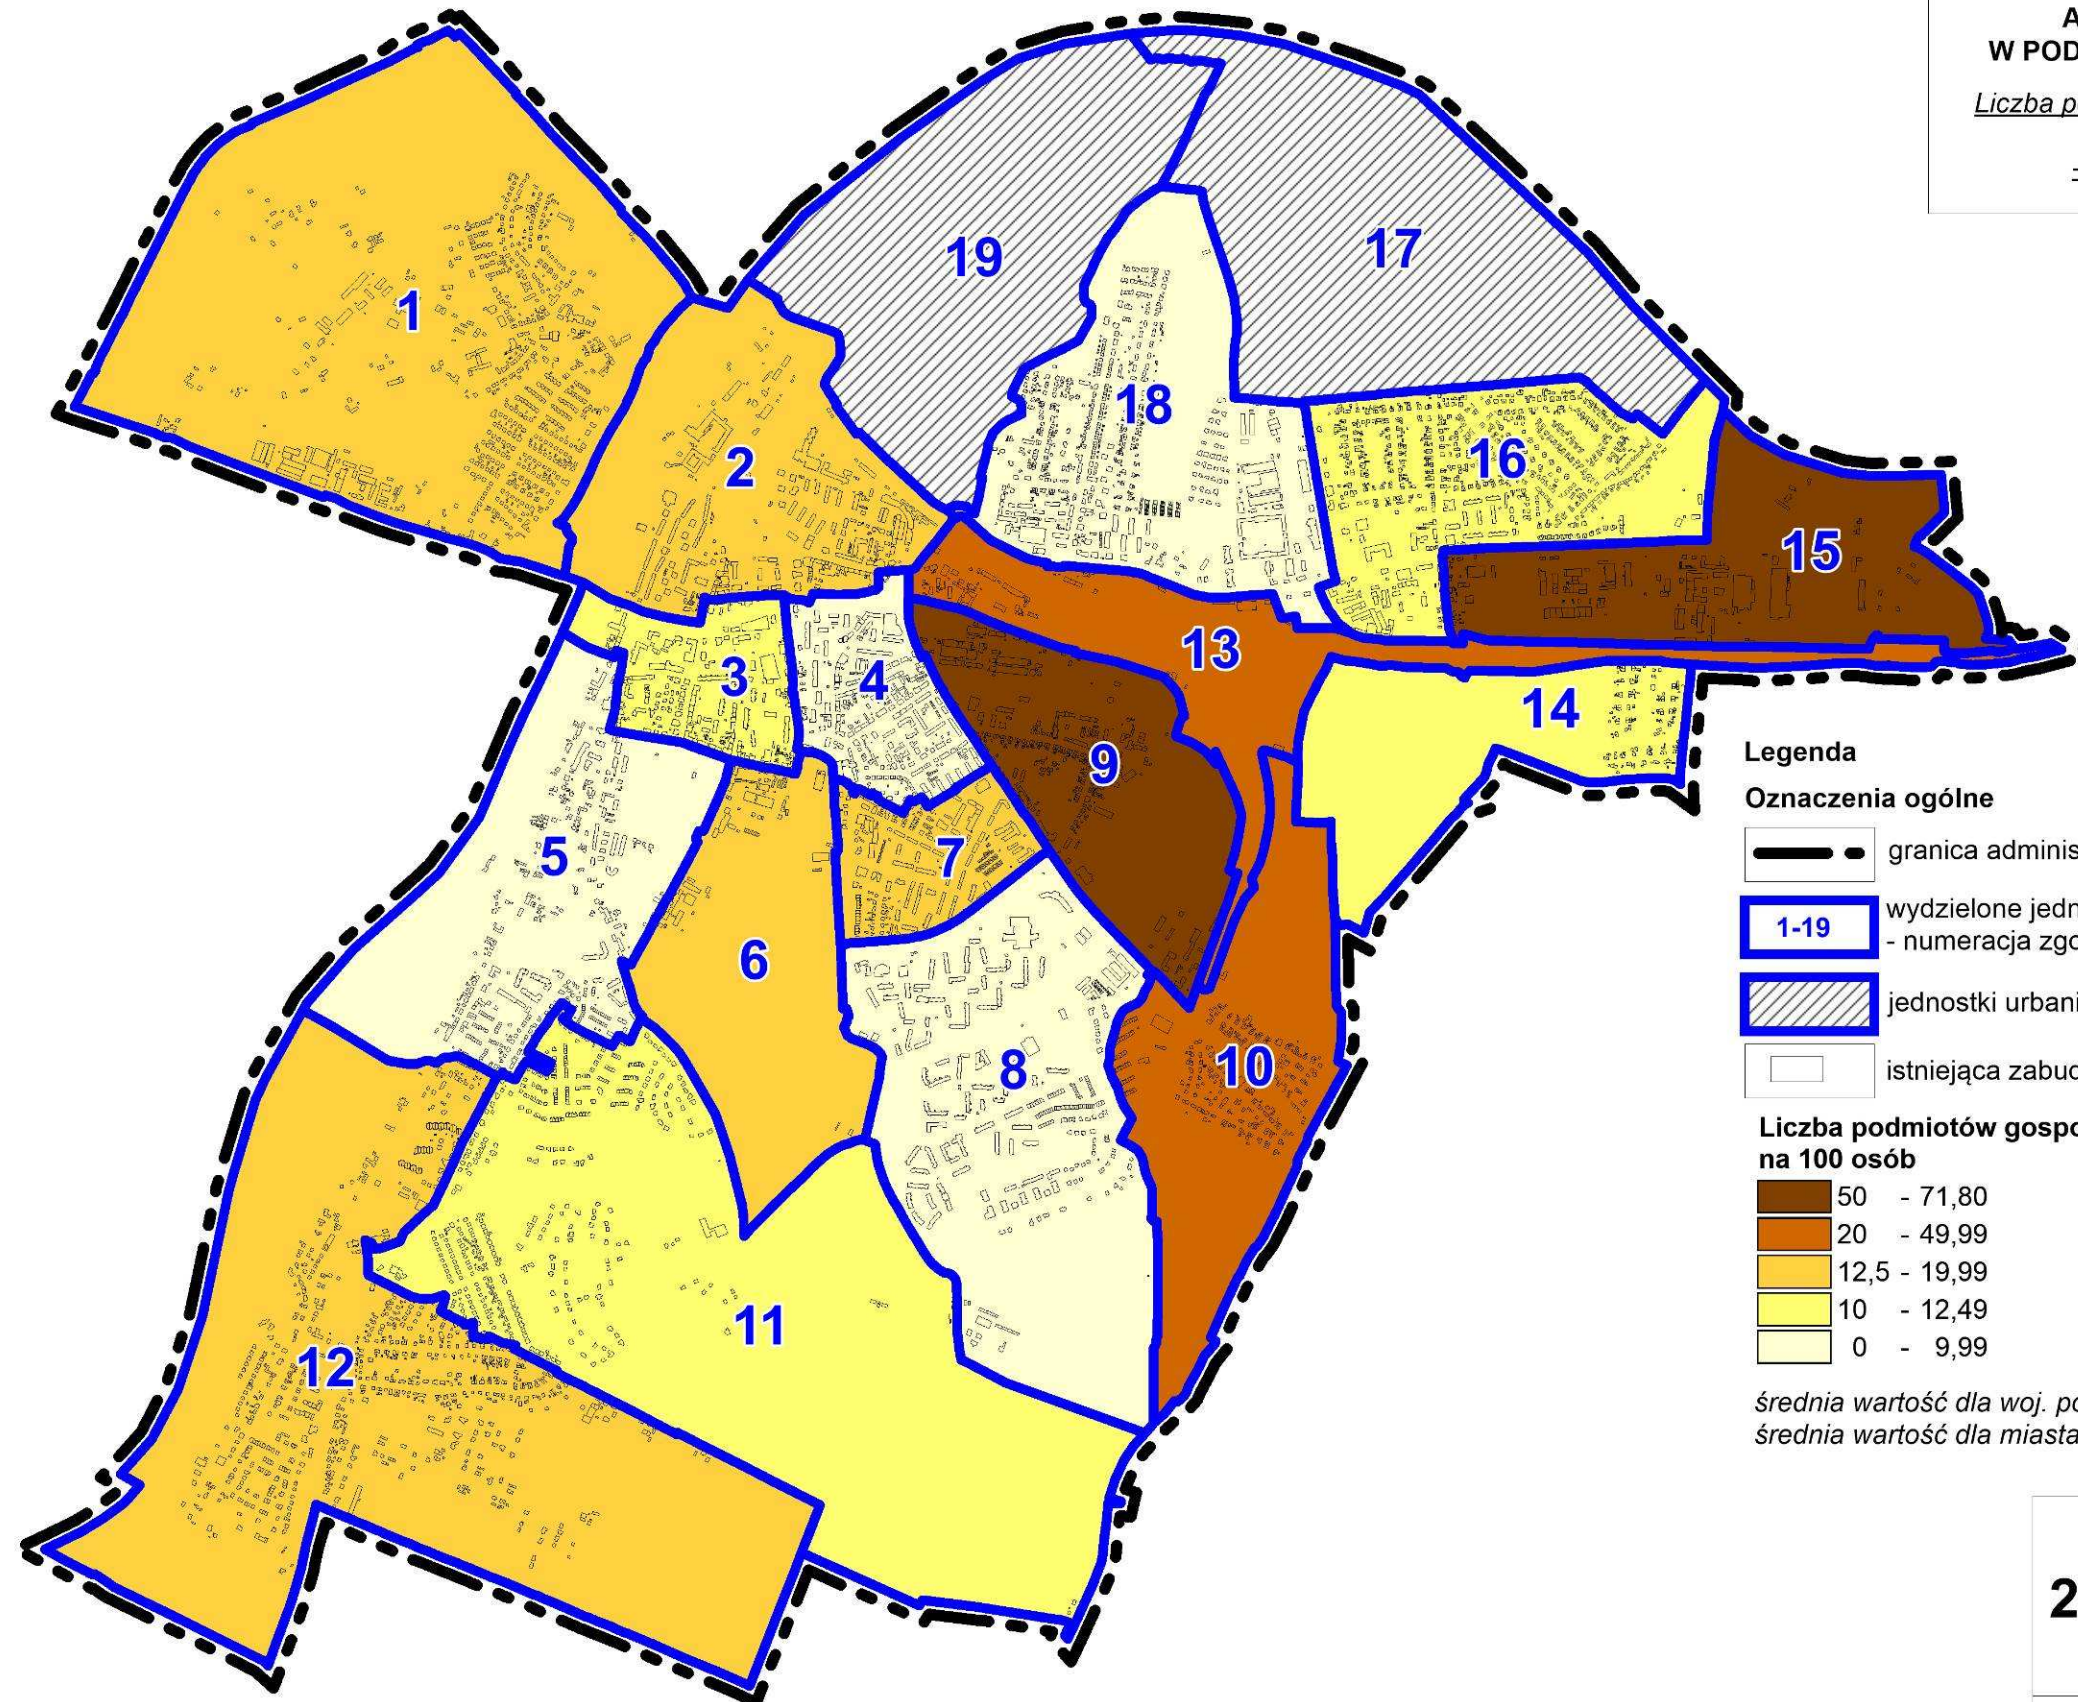 A
W POD
Liczba p
19
17
1
18
2
16
15
13
3
4
14
9
5
7
6
10
8
11
12
Legenda
Oznaczenia ogólne
granica adminis
1-19
wydzielone jedn
- numeracja zgo
jednostki urbani
istniejąca zabud
Liczba podmiotów gospo
na 100 osób
50 - 71,80
20 - 49,99
12,5 - 19,99
10 - 12,49
0 - 9,99
średnia wartość dla woj. po
średnia wartość dla miasta
2